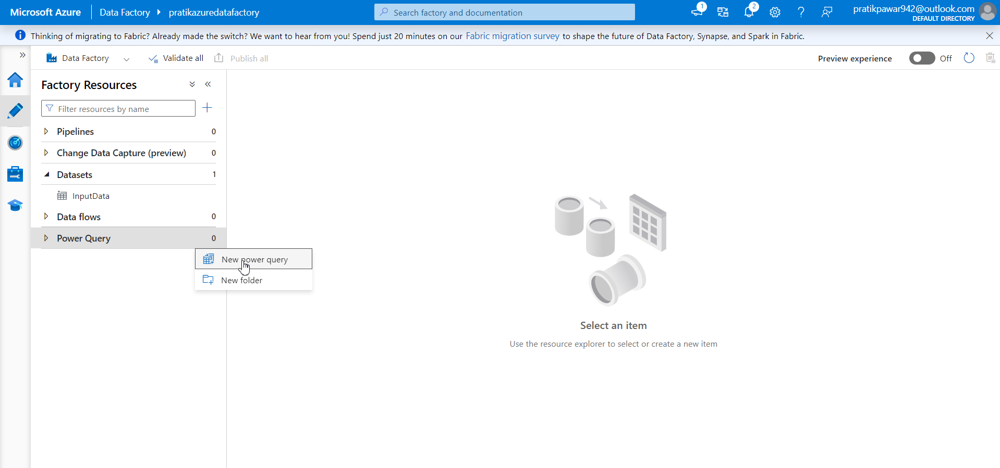 Microsoft Azure Data Factory pratikazuredatafactory Search factory and documentation 1 2 pratikpawar942@outlook.com
DEFAULT DIRECTORY
Thinking of migrating to Fabric? Already made the switch? We want to hear from you! Spend just 20 minutes on our Fabric migration survey to shape the future of Data Factory, Synapse, and Spark in Fabric.
Data Factory Validate all Publish all Preview experience Off
Factory Resources
Filter resources by name
Pipelines 0
Change Data Capture (preview) 0
Datasets 1
InputData
Data flows 0
Power Query 0
New power query
New folder
Select an item
Use the resource explorer to select or create a new item